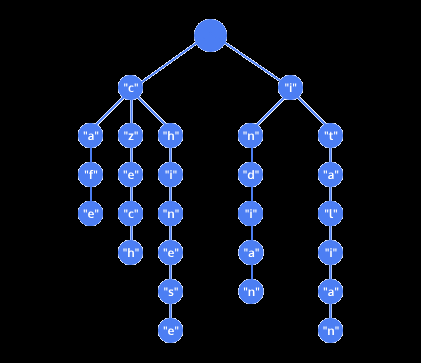 "c" "i"
"a" "z" "h" "n" "t"
"f" "e" "i" "d" "a"
"e" "c" "n" "i" "l"
"h" "e" "a" "i"
"s" "n" "a"
"e" "n"